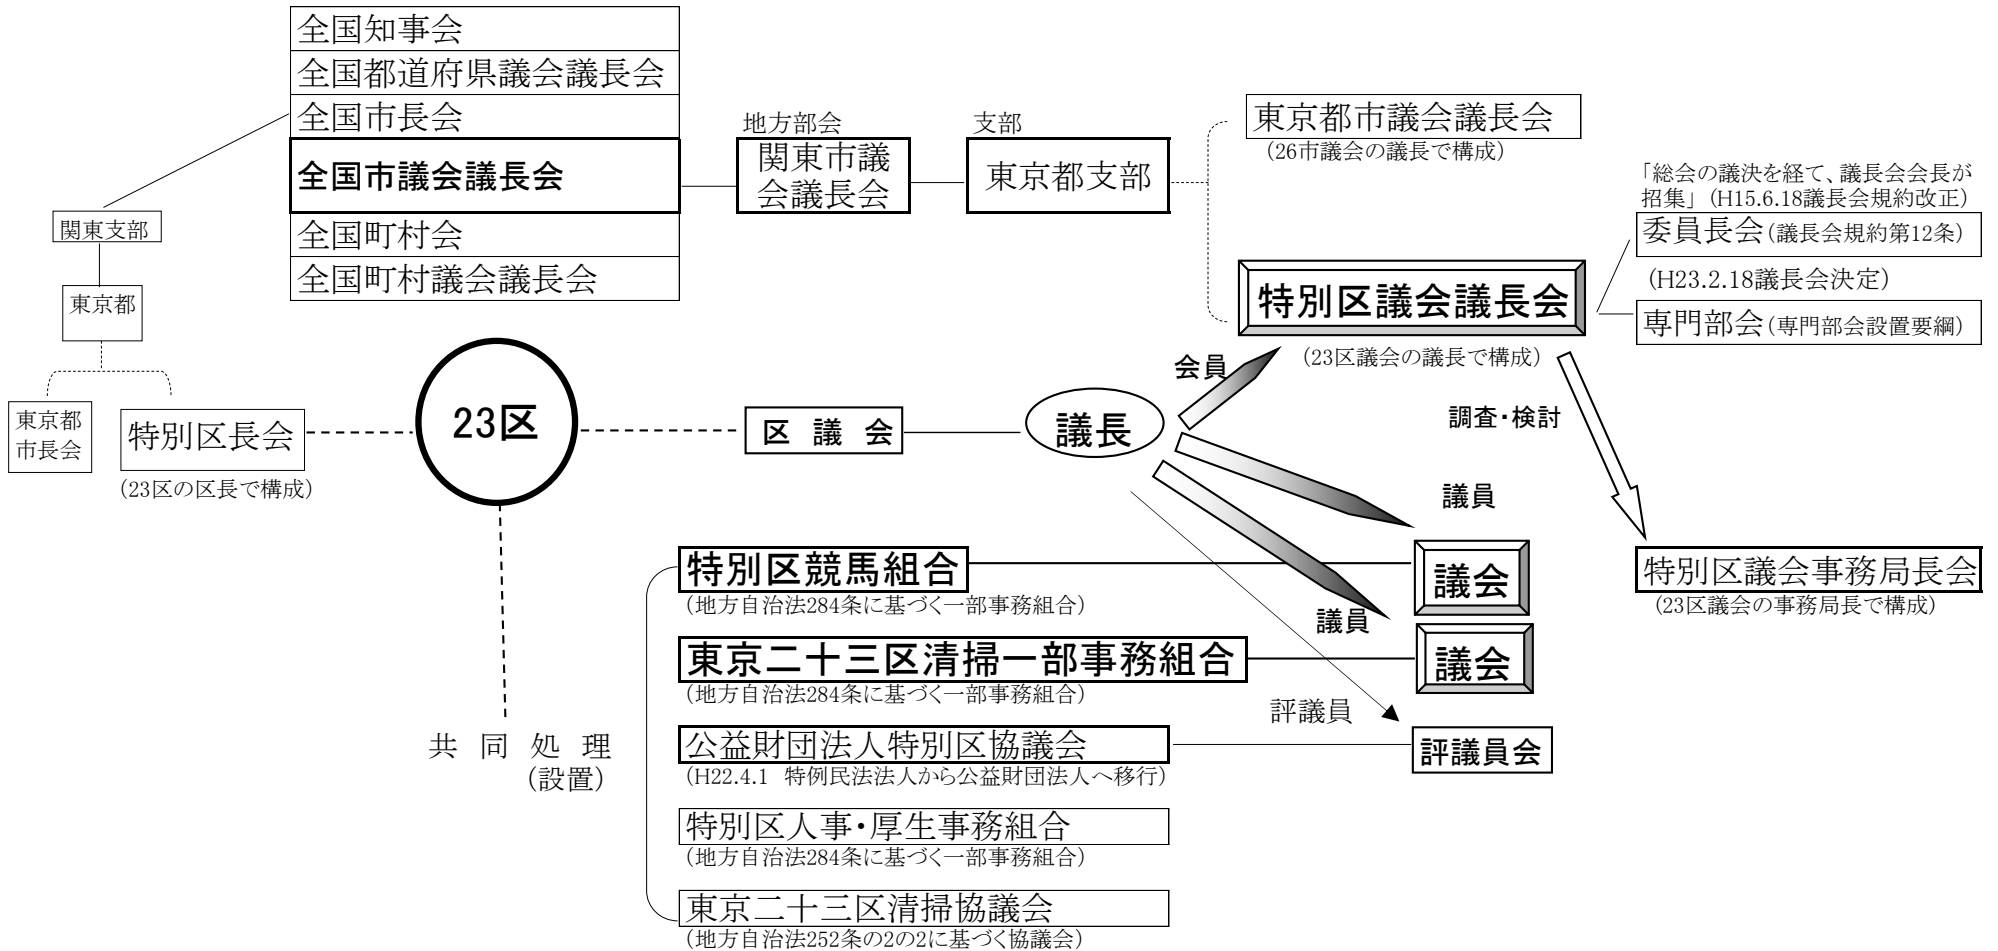 全国知事会
全国都道府県議会議長会
全国市長会
全国市議会議長会
全国町村会
全国町村議会議長会
地方部会
関東市議
会議長会
支部
東京都支部
東京都市議会議長会
(26市議会の議長で構成)
「総会の議決を経て、議長会会長が
招集」(H15.6.18議長会規約改正)
委員長会(議長会規約第12条)
(H23.2.18議長会決定)
専門部会(専門部会設置要綱)
特別区議会議長会
(23区議会の議長で構成)
関東支部
東京都
東京都
市長会
特別区長会
(23区の区長で構成)
23区
区 議 会
議長
会員
調査・検討
議員
議員
評議員
共 同 処 理
(設置)
特別区競馬組合
(地方自治法284条に基づく一部事務組合)
議会
東京二十三区清掃一部事務組合
(地方自治法284条に基づく一部事務組合)
議会
公益財団法人特別区協議会
(H22.4.1 特例民法法人から公益財団法人へ移行)
評議員会
特別区人事・厚生事務組合
(地方自治法284条に基づく一部事務組合)
東京二十三区清掃協議会
(地方自治法252条の2の2に基づく協議会)
特別区議会事務局長会
(23区議会の事務局長で構成)